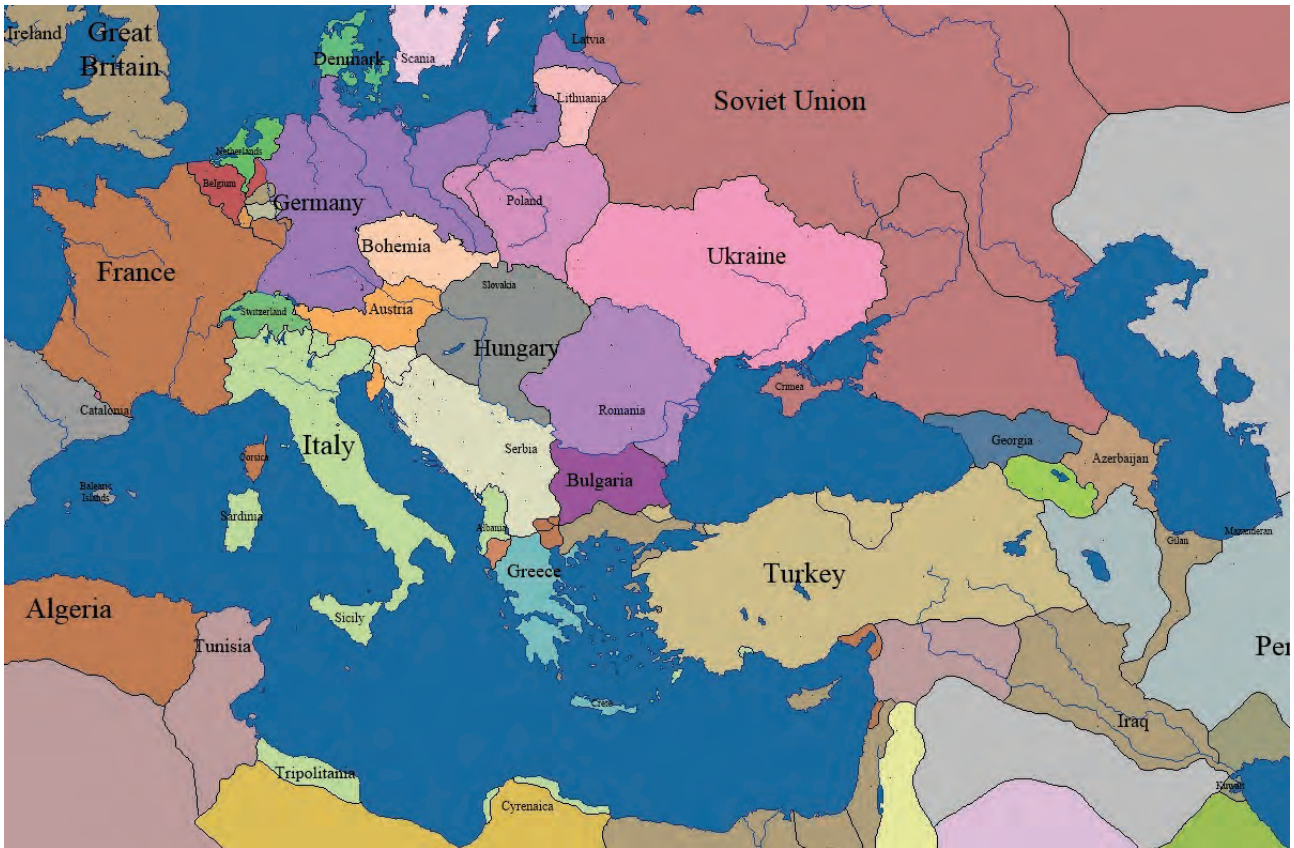 Ireland
Great
Britain
Denmark
Scania
Latvia
Lithuania
Soviet Union
Netherlands
Belgium
Germany
Poland
Bohemia
Ukraine
France
Slovakia
Switzerland
Austria
Hungary
Crimea
Catalonia
Romania
Italy
Serbia
Georgia
Azerbaijan
Corsica
Bulgaria
Balearic
Islands
Sardinia
Albania
Mazanderan
Gilan
Greece
Turkey
Algeria
Sicily
Tunisia
Per
Crete
Iraq
Tripolitania
Cyrenaica
Kuwait